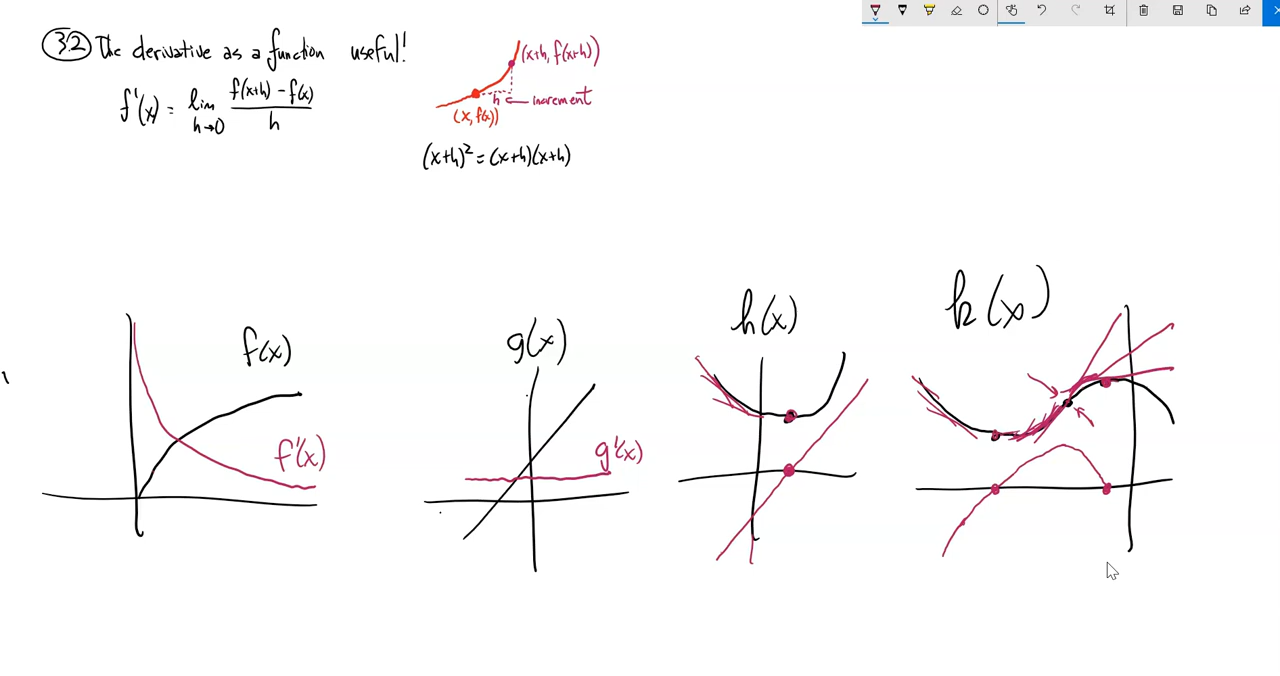 3.2 The derivative as a function useful!
f'(x) = lim h→0 f(x+h) - f(x) / h
(x+h, f(x+h))
h ← increment
(x, f(x))
(x+h)² = (x+h)(x+h)
f(x)
f'(x)
g(x)
g'(x)
h(x)
k(x)